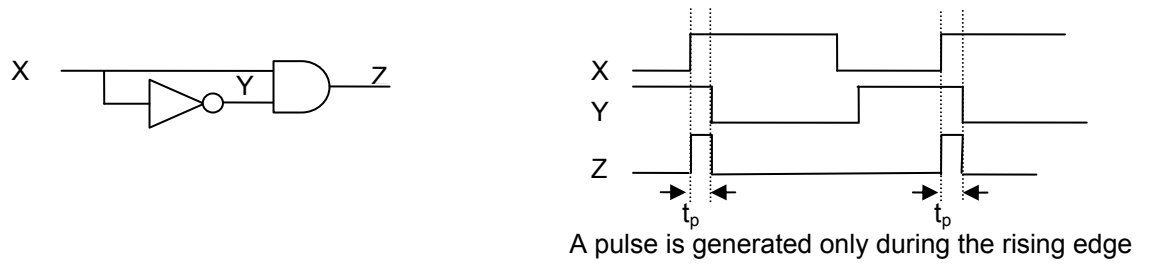 X
Y
Z
X
Y
Z
tp
tp
A pulse is generated only during the rising edge